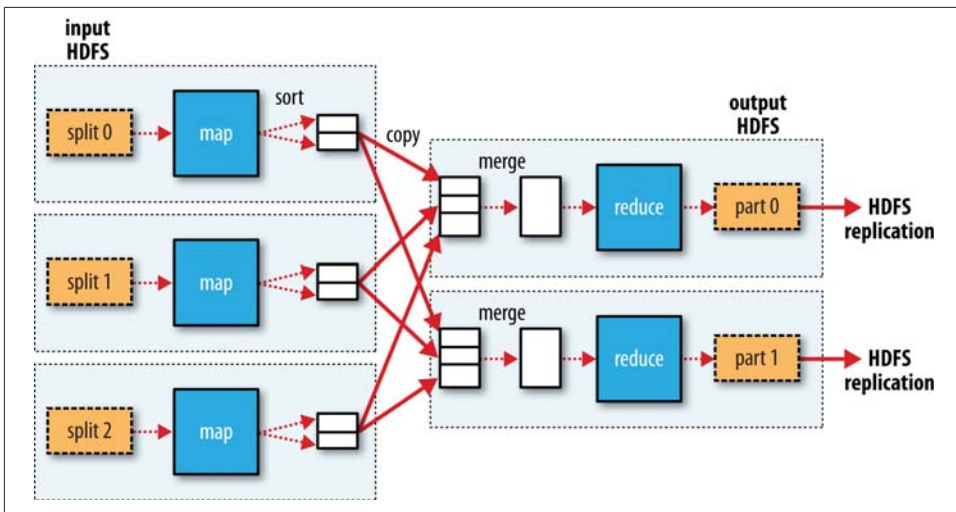 input
HDFS
split 0
map
sort
copy
split 1
map
split 2
map
output
HDFS
merge
reduce
part 0
HDFS
replication
merge
reduce
part 1
HDFS
replication